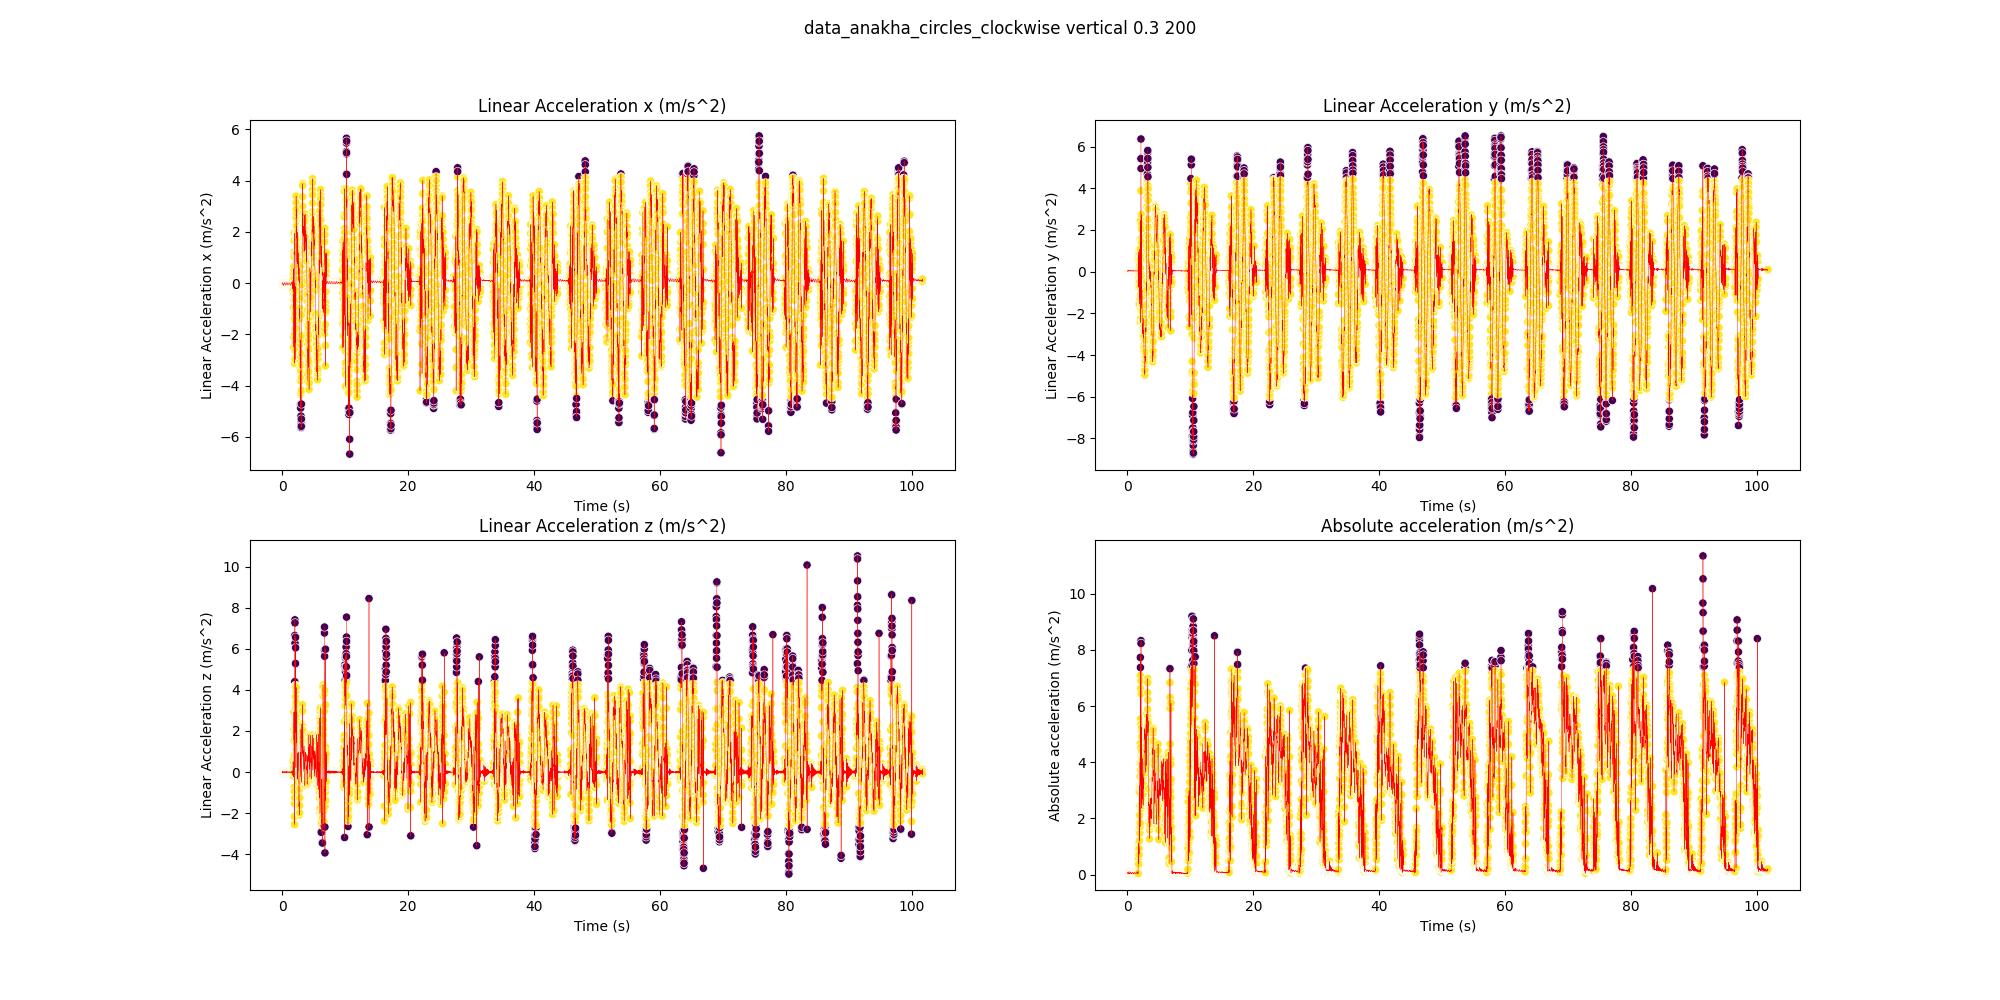 data_anakha_circles_clockwise vertical 0.3 200
Linear Acceleration x (m/s^2)
Linear Acceleration x (m/s^2)
6
4
2
0
−2
−4
−6
0 20 40 60 80 100
Time (s)
Linear Acceleration y (m/s^2)
Linear Acceleration y (m/s^2)
6
4
2
0
−2
−4
−6
−8
0 20 40 60 80 100
Time (s)
Linear Acceleration z (m/s^2)
Linear Acceleration z (m/s^2)
10
8
6
4
2
0
−2
−4
0 20 40 60 80 100
Time (s)
Absolute acceleration (m/s^2)
Absolute acceleration (m/s^2)
10
8
6
4
2
0
0 20 40 60 80 100
Time (s)